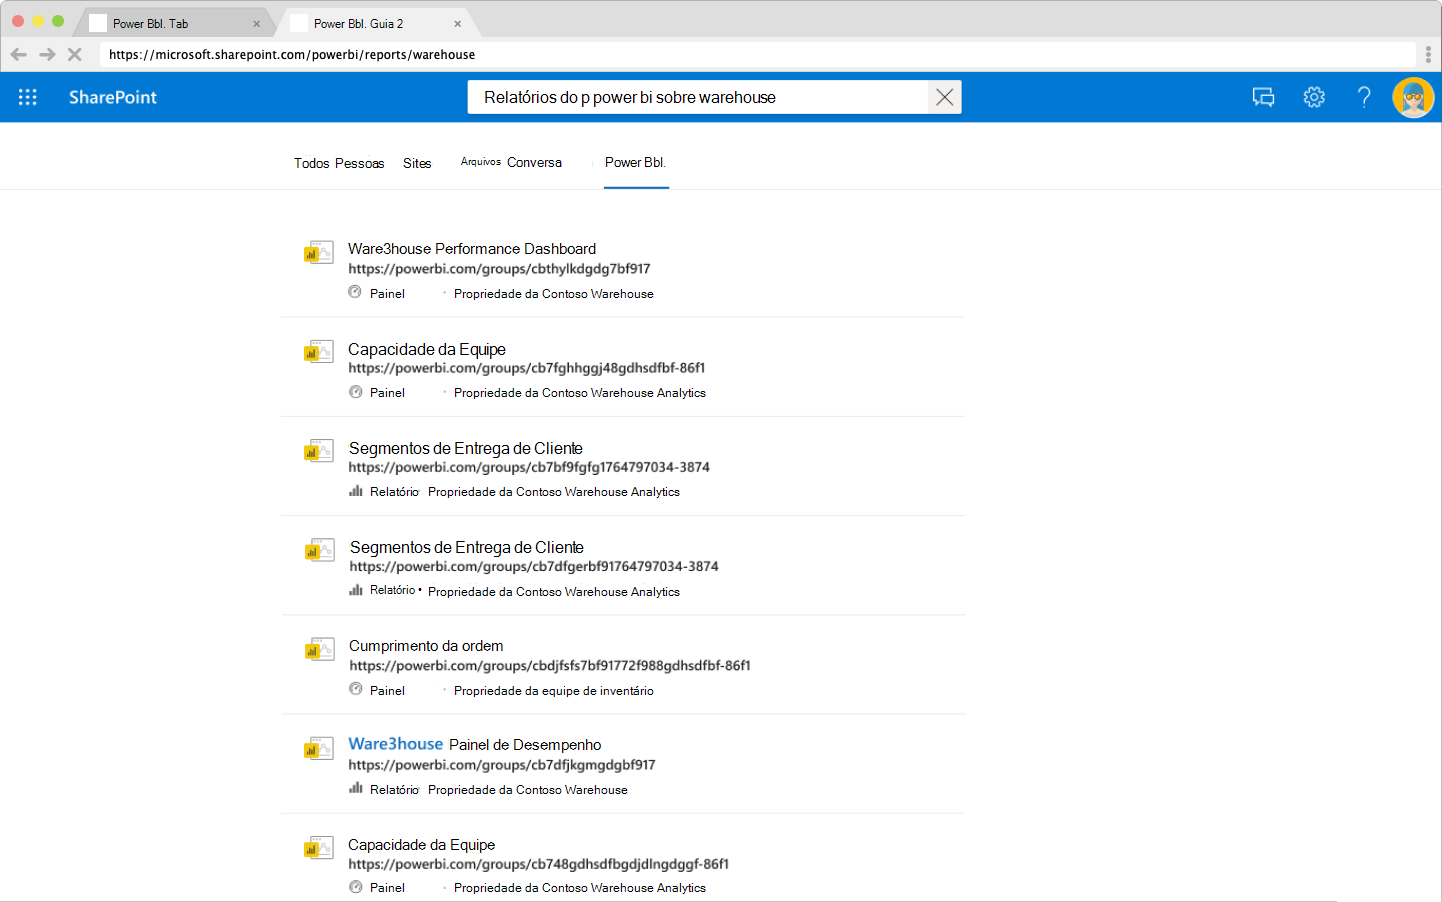 Power Bbl. Tab
Power Bbl. Guia 2
https://microsoft.sharepoint.com/powerbi/reports/warehouse
SharePoint
Relatórios do p power bi sobre warehouse
Todos Pessoas Sites Arquivos Conversa Power Bbl.
Ware3house Performance Dashboard
https://powerbi.com/groups/cbthylkdgdg7bf917
Painel · Propriedade da Contoso Warehouse
Capacidade da Equipe
https://powerbi.com/groups/cb7fghhggj48gdhsdfbf-86f1
Painel · Propriedade da Contoso Warehouse Analytics
Segmentos de Entrega de Cliente
https://powerbi.com/groups/cb7bf9fgfg1764797034-3874
Relatório Propriedade da Contoso Warehouse Analytics
Segmentos de Entrega de Cliente
https://powerbi.com/groups/cb7dfgerbf91764797034-3874
Relatório • Propriedade da Contoso Warehouse Analytics
Cumprimento da ordem
https://powerbi.com/groups/cbdjfsfs7bf91772f988gdhsdfbf-86f1
Painel · Propriedade da equipe de inventário
Ware3house Painel de Desempenho
https://powerbi.com/groups/cb7dfjkgmgdgbf917
Relatório Propriedade da Contoso Warehouse
Capacidade da Equipe
https://powerbi.com/groups/cb748gdhsdfbgdjdlngdggf-86f1
Painel · Propriedade da Contoso Warehouse Analytics